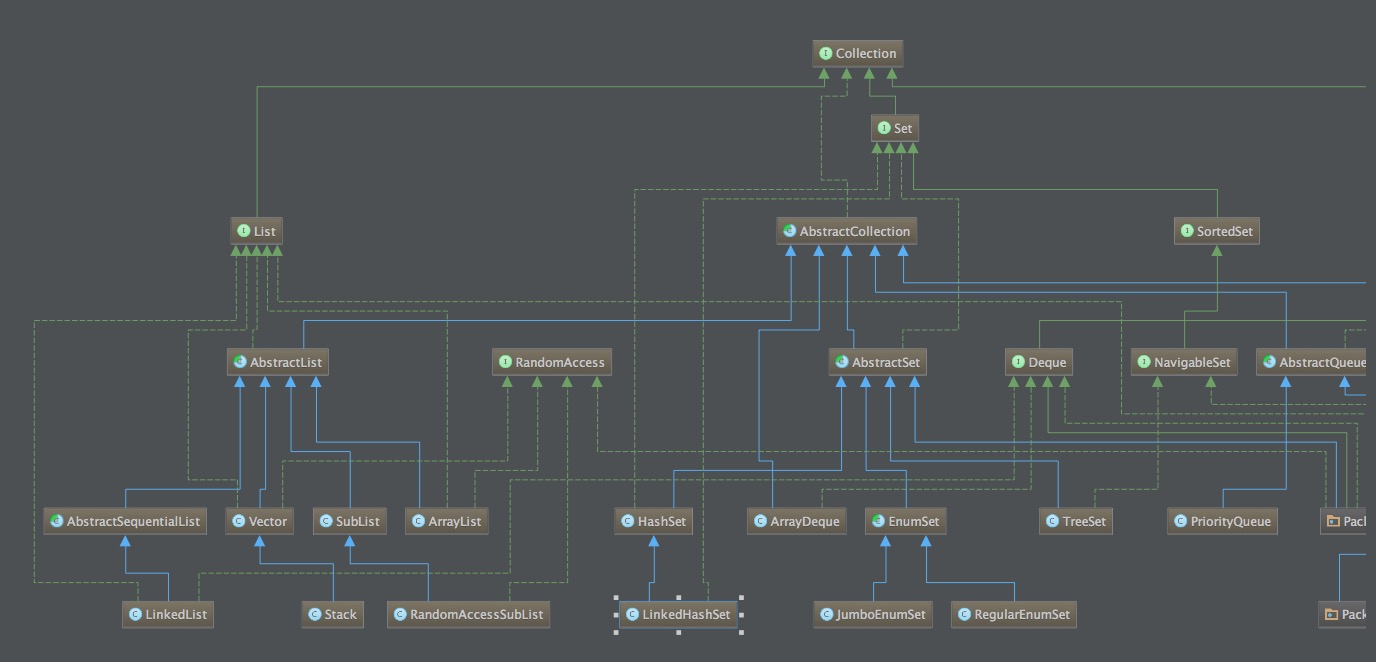 Collection
Set
List
AbstractCollection
SortedSet
AbstractList
RandomAccess
AbstractSet
Deque
NavigableSet
AbstractQueue
AbstractSequentialList
Vector
SubList
ArrayList
HashSet
ArrayDeque
EnumSet
TreeSet
PriorityQueue
Pack
LinkedList
Stack
RandomAccessSubList
LinkedHashSet
JumboEnumSet
RegularEnumSet
Pack